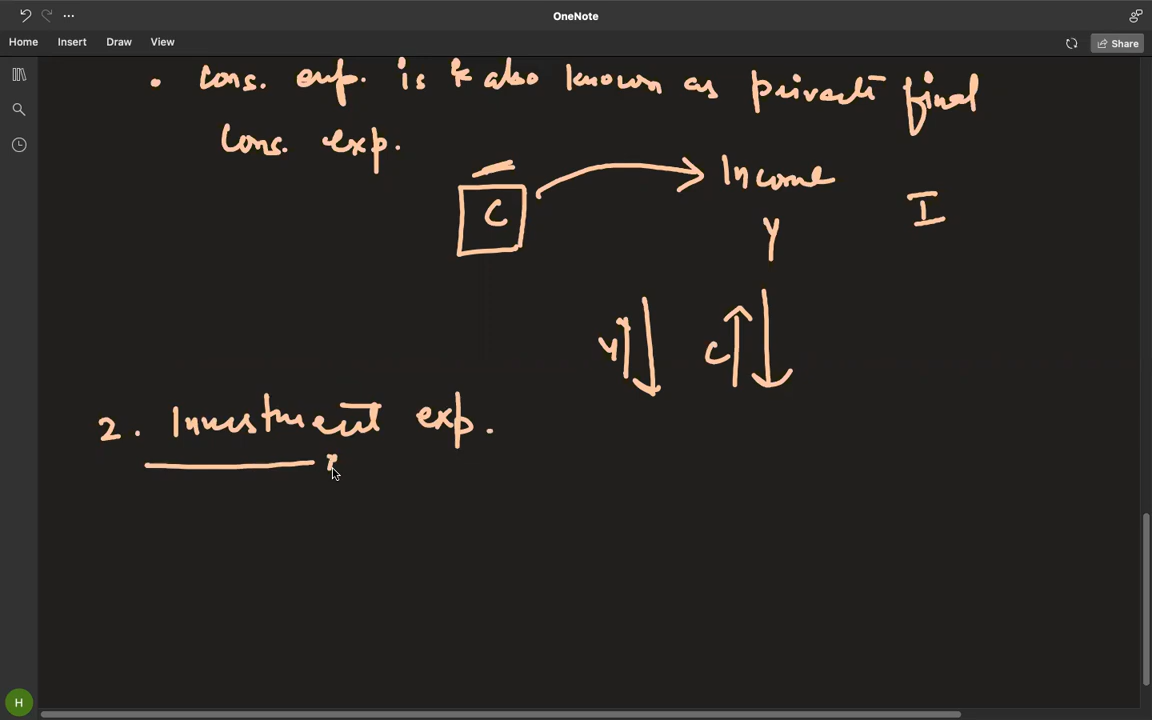 OneNote
Home Insert Draw View
Share
• Cons. exp. is also known as private final
Cons. exp.
C Income I
Y
Y C
2. Investment exp.
H